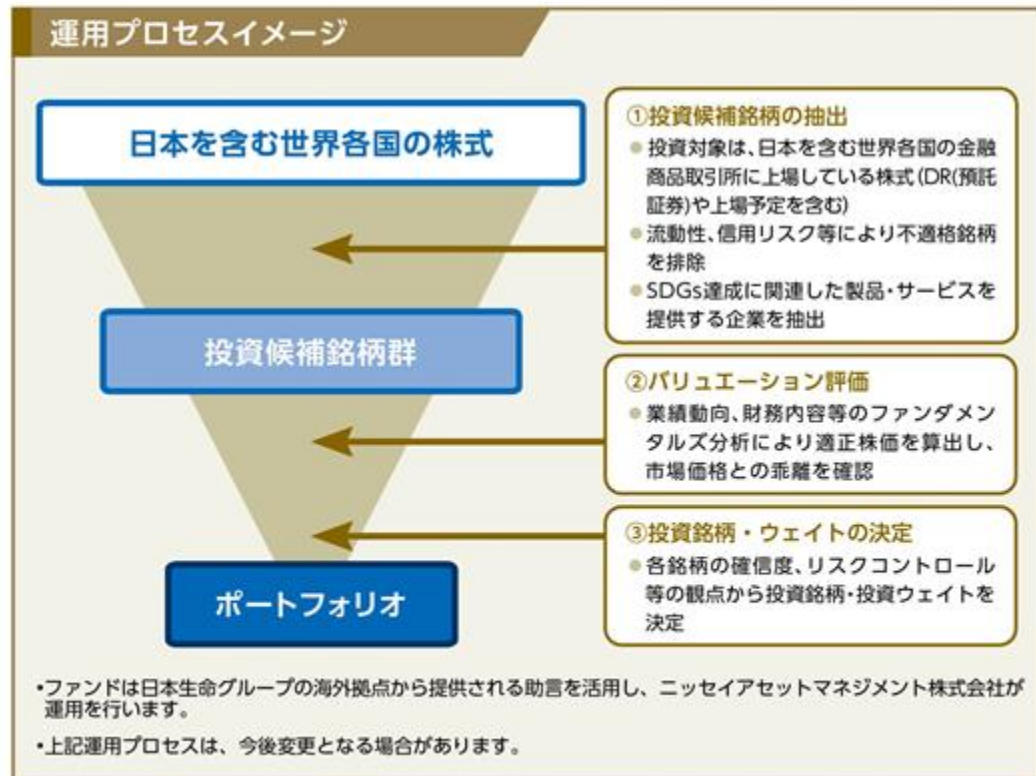 運用プロセスイメージ
日本を含む世界各国の株式
投資候補銘柄群
ポートフォリオ
①投資候補銘柄の抽出
●投資対象は、日本を含む世界各国の金融
商品取引所に上場している株式(DR(預託
証券)や上場予定を含む)
●流動性、信用リスク等により不適格銘柄
を排除
●SDGs達成に関連した製品・サービスを
提供する企業を抽出
②バリュエーション評価
●業績動向、財務内容等のファンダメン
タルズ分析により適正株価を算出し、
市場価格との乖離を確認
③投資銘柄・ウェイトの決定
●各銘柄の確信度、リスクコントロール
等の観点から投資銘柄・投資ウェイトを
決定
・ファンドは日本生命グループの海外拠点から提供される助言を活用し、ニッセイアセットマネジメント株式会社が
運用を行います。
・上記運用プロセスは、今後変更となる場合があります。